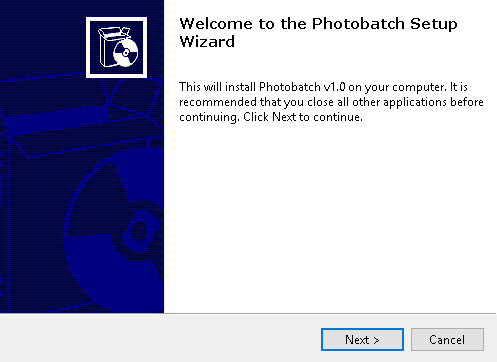 Welcome to the Photobatch Setup
Wizard
This will install Photobatch v1.0 on your computer. It is
recommended that you close all other applications before
continuing. Click Next to continue.
Next >
Cancel